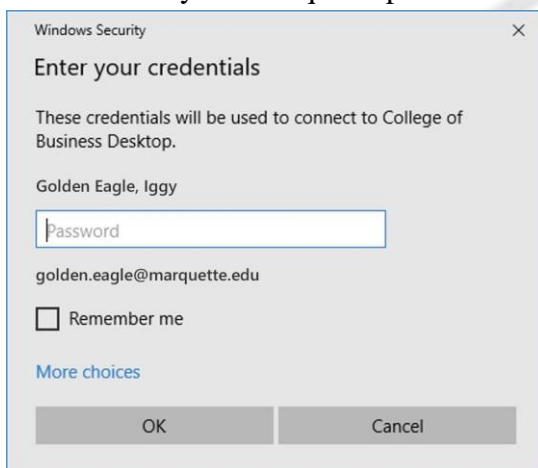 Windows Security
Enter your credentials
These credentials will be used to connect to College of
Business Desktop.
Golden Eagle, Iggy
Password
golden.eagle@marquette.edu
Remember me
More choices
OK Cancel